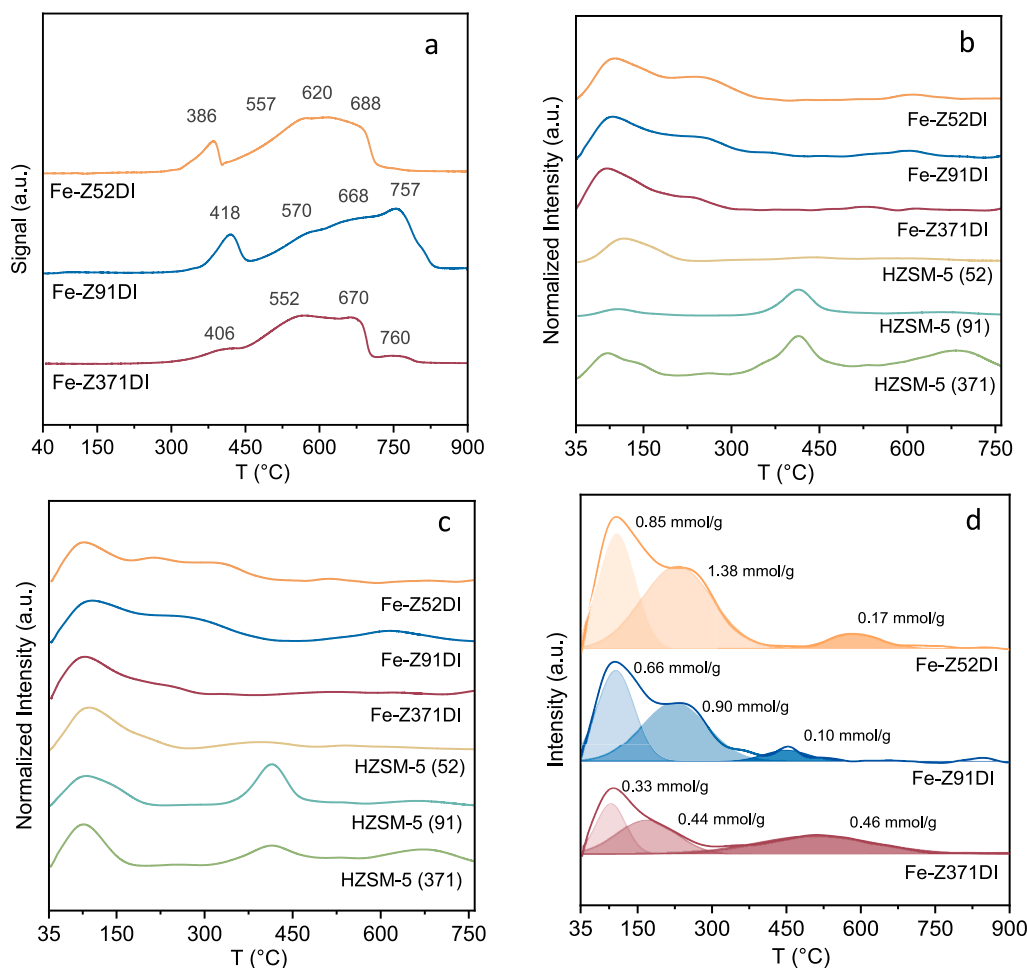 a
386
557
620
688
Fe-Z52DI
418
570
668
757
Fe-Z91DI
552
670
406
760
Fe-Z371DI
Signal (a.u.)
40 150 300 450 600 750 900
T (°C)
b
Fe-Z52DI
Fe-Z91DI
Fe-Z371DI
HZSM-5 (52)
HZSM-5 (91)
HZSM-5 (371)
Normalized Intensity (a.u.)
35 150 300 450 600 750
T (°C)
c
Fe-Z52DI
Fe-Z91DI
Fe-Z371DI
HZSM-5 (52)
HZSM-5 (91)
HZSM-5 (371)
Normalized Intensity (a.u.)
35 150 300 450 600 750
T (°C)
d
0.85 mmol/g
1.38 mmol/g
0.17 mmol/g
Fe-Z52DI
0.66 mmol/g
0.90 mmol/g
0.10 mmol/g
Fe-Z91DI
0.33 mmol/g
0.44 mmol/g
0.46 mmol/g
Fe-Z371DI
Intensity (a.u.)
35 150 300 450 600 750 900
T (°C)